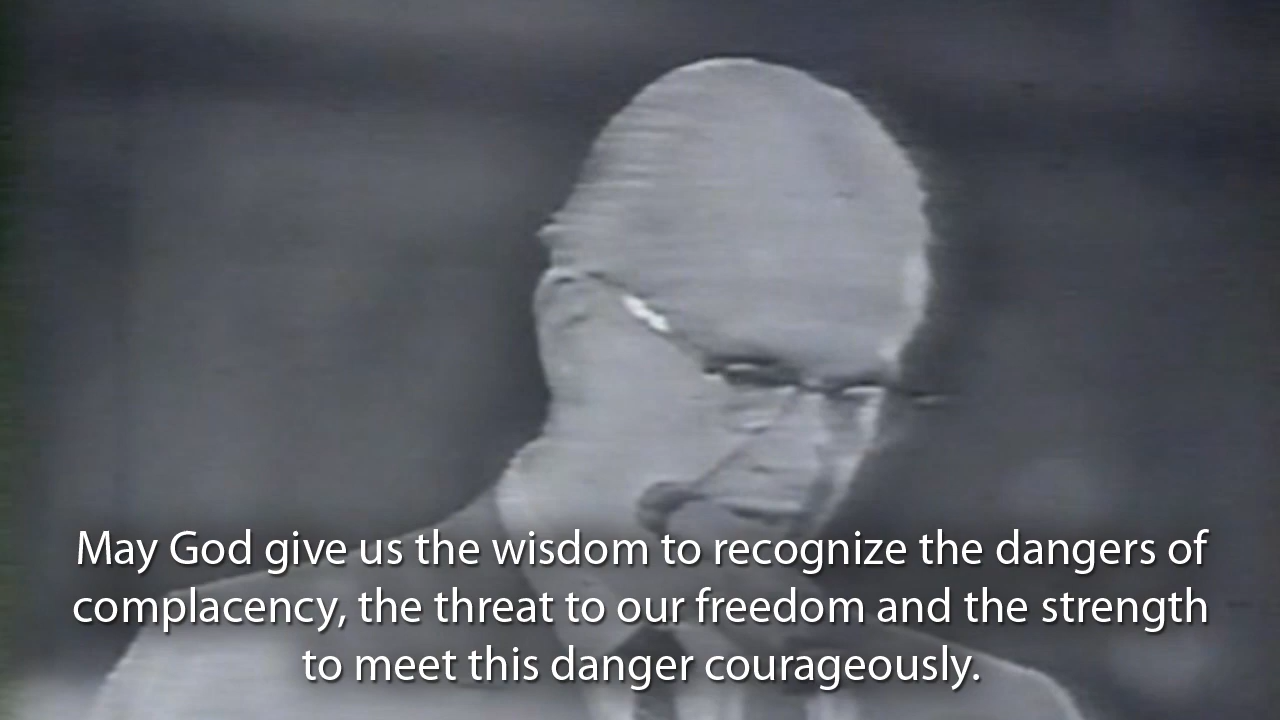 May God give us the wisdom to recognize the dangers of
complacency, the threat to our freedom and the strength
to meet this danger courageously.